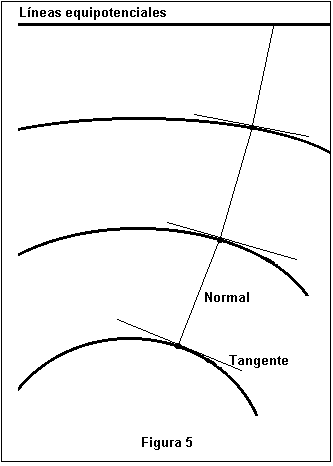 Líneas equipotenciales
Normal
Tangente
Figura 5